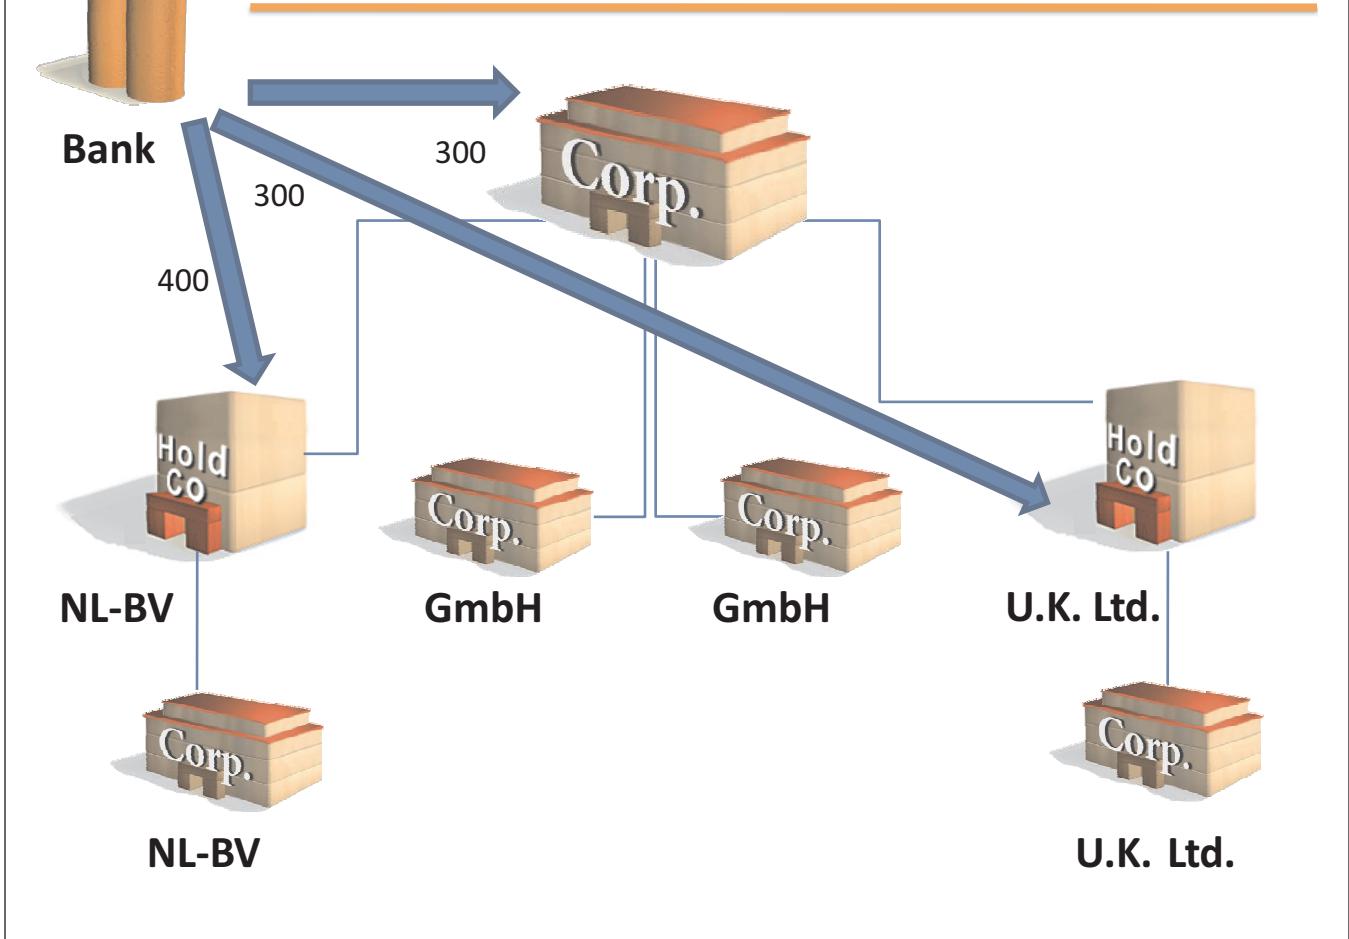 Bank
300
Corp.
300
400
Hold
Co
Hold
Co
Corp.
Corp.
NL-BV
GmbH
GmbH
U.K. Ltd.
Corp.
Corp.
NL-BV
U.K. Ltd.